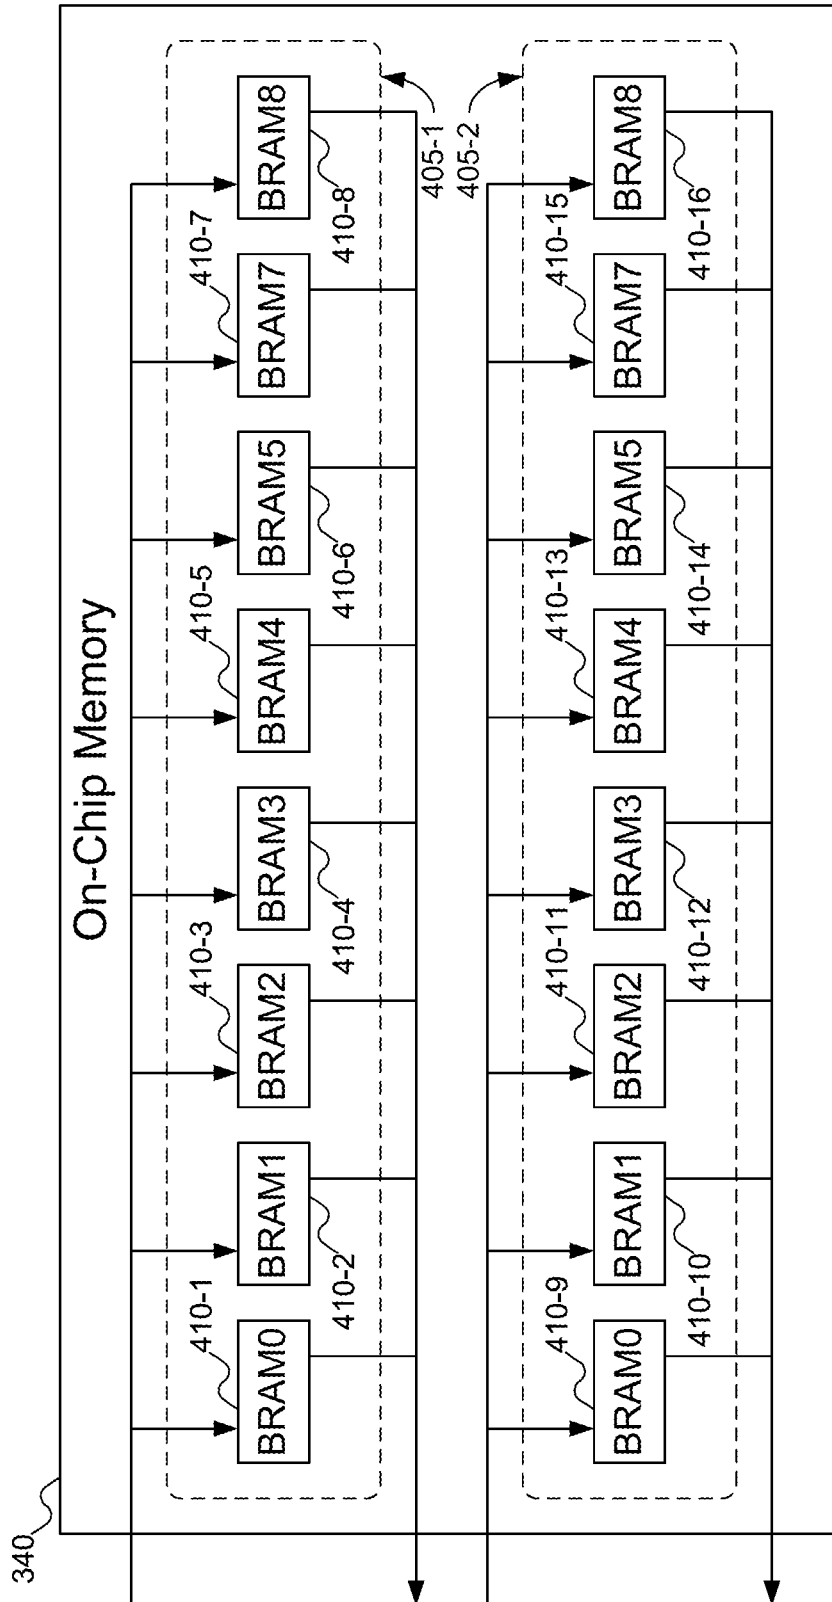 340
On-Chip Memory
410-1
410-3
410-5
410-7
BRAM0
BRAM1
BRAM2
BRAM3
BRAM4
BRAM5
BRAM7
BRAM8
410-2
410-4
410-6
410-8
405-1
405-2
410-9
410-11
410-13
410-15
BRAM0
BRAM1
BRAM2
BRAM3
BRAM4
BRAM5
BRAM7
BRAM8
410-10
410-12
410-14
410-16